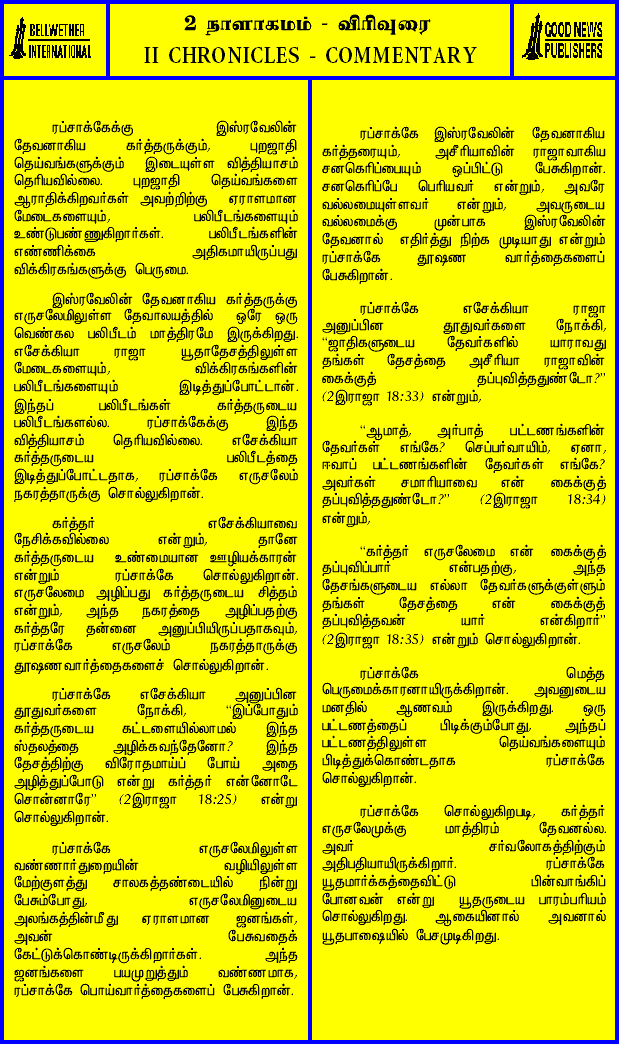 BELLWETHER
INTERNATIONAL
2 நாளாகமம் - விரிவுரை
II CHRONICLES - COMMENTARY
GOOD NEWS
PUBLISHERS
ரப்சாக்கேக்கு இஸ்ரவேலின்
தேவனாகிய கர்த்தருக்கும், புறஜாதி
தெய்வங்களுக்கும் இடையுள்ள வித்தியாசம்
தெரியவில்லை. புறஜாதி தெய்வங்களை
ஆராதிக்கிறவர்கள் அவற்றிற்கு ஏராளமான
மேடைகளையும், பலிபீடங்களையும்
உண்டுபண்ணுகிறார்கள். பலிபீடங்களின்
எண்ணிக்கை அதிகமாயிருப்பது
விக்கிரகங்களுக்கு பெருமை.
இஸ்ரவேலின் தேவனாகிய கர்த்தருக்கு
எருசலேமிலுள்ள தேவாலயத்தில் ஒரே ஒரு
வெண்கல பலிபீடம் மாத்திரமே இருக்கிறது.
எசேக்கியா ராஜா யூதாதேசத்திலுள்ள
மேடைகளையும், விக்கிரகங்களின்
பலிபீடங்களையும் இடித்துப்போட்டான்.
இந்தப் பலிபீடங்கள் கர்த்தருடைய
பலிபீடங்களல்ல. ரப்சாக்கேக்கு இந்த
வித்தியாசம் தெரியவில்லை. எசேக்கியா
கர்த்தருடைய பலிபீடத்தை
இடித்துப்போட்டதாக, ரப்சாக்கே எருசலேம்
நகரத்தாருக்கு சொல்லுகிறான்.
கர்த்தர் எசேக்கியாவை
நேசிக்கவில்லை என்றும், தானே
கர்த்தருடைய உண்மையான ஊழியக்காரன்
என்றும் ரப்சாக்கே சொல்லுகிறான்.
எருசலேமை அழிப்பது கர்த்தருடைய சித்தம்
என்றும், அந்த நகரத்தை அழிப்பதற்கு
கர்த்தரே தன்னை அனுப்பியிருப்பதாகவும்,
ரப்சாக்கே எருசலேம் நகரத்தாருக்கு
தூஷணவார்த்தைகளைச் சொல்லுகிறான்.
ரப்சாக்கே எசேக்கியா அனுப்பின
தூதுவர்களை நோக்கி, “இப்போதும்
கர்த்தருடைய கட்டளையில்லாமல் இந்த
ஸ்தலத்தை அழிக்கவந்தேனோ? இந்த
தேசத்திற்கு விரோதமாய்ப் போய் அதை
அழித்துப்போடு என்று கர்த்தர் என்னோடே
சொன்னாரே” (2இராஜா 18:25) என்று
சொல்லுகிறான்.
ரப்சாக்கே எருசலேமிலுள்ள
வண்ணார்துறையின் வழியிலுள்ள
மேற்குளத்து சாலகத்தண்டையில் நின்று
பேசும்போது, எருசலேமினுடைய
அலங்கத்தின்மீது ஏராளமான ஜனங்கள்,
அவன் பேசுவதைக்
கேட்டுக்கொண்டிருக்கிறார்கள். அந்த
ஜனங்களை பயமுறுத்தும் வண்ணமாக,
ரப்சாக்கே பொய்வார்த்தைகளைப் பேசுகிறான்.
ரப்சாக்கே இஸ்ரவேலின் தேவனாகிய
கர்த்தரையும், அசீரியாவின் ராஜாவாகிய
சனகெரிப்பையும் ஒப்பிட்டு பேசுகிறான்.
சனகெரிப்பே பெரியவர் என்றும், அவரே
வல்லமையுள்ளவர் என்றும், அவருடைய
வல்லமைக்கு முன்பாக இஸ்ரவேலின்
தேவனால் எதிர்த்து நிற்க முடியாது என்றும்
ரப்சாக்கே தூஷண வார்த்தைகளைப்
பேசுகிறான்.
ரப்சாக்கே எசேக்கியா ராஜா
அனுப்பின தூதுவர்களை நோக்கி,
“ஜாதிகளுடைய தேவர்களில் யாராவது
தங்கள் தேசத்தை அசீரியா ராஜாவின்
கைக்குத் தப்புவித்ததுண்டோ?”
(2இராஜா 18:33) என்றும்,
“ஆமாத், அர்பாத் பட்டணங்களின்
தேவர்கள் எங்கே? செப்பர்வாயிம், ஏனா,
ஈவாப் பட்டணங்களின் தேவர்கள் எங்கே?
அவர்கள் சமாரியாவை என் கைக்குத்
தப்புவித்ததுண்டோ?” (2இராஜா 18:34)
என்றும்,
“கர்த்தர் எருசலேமை என் கைக்குத்
தப்புவிப்பார் என்பதற்கு, அந்த
தேசங்களுடைய எல்லா தேவர்களுக்குள்ளும்
தங்கள் தேசத்தை என் கைக்குத்
தப்புவித்தவன் யார் என்கிறார்”
(2இராஜா 18:35) என்றும் சொல்லுகிறான்.
ரப்சாக்கே மெத்த
பெருமைக்காரனாயிருக்கிறான். அவனுடைய
மனதில் ஆணவம் இருக்கிறது. ஒரு
பட்டணத்தைப் பிடிக்கும்போது, அந்தப்
பட்டணத்திலுள்ள தெய்வங்களையும்
பிடித்துக்கொண்டதாக ரப்சாக்கே
சொல்லுகிறான்.
ரப்சாக்கே சொல்லுகிறபடி, கர்த்தர்
எருசலேமுக்கு மாத்திரம் தேவனல்ல.
அவர் சர்வலோகத்திற்கும்
அதிபதியாயிருக்கிறார். ரப்சாக்கே
யூதமார்க்கத்தைவிட்டு பின்வாங்கிப்
போனவன் என்று யூதருடைய பாரம்பரியம்
சொல்லுகிறது. ஆகையினால் அவனால்
யூதபாஷையில் பேசமுடிகிறது.